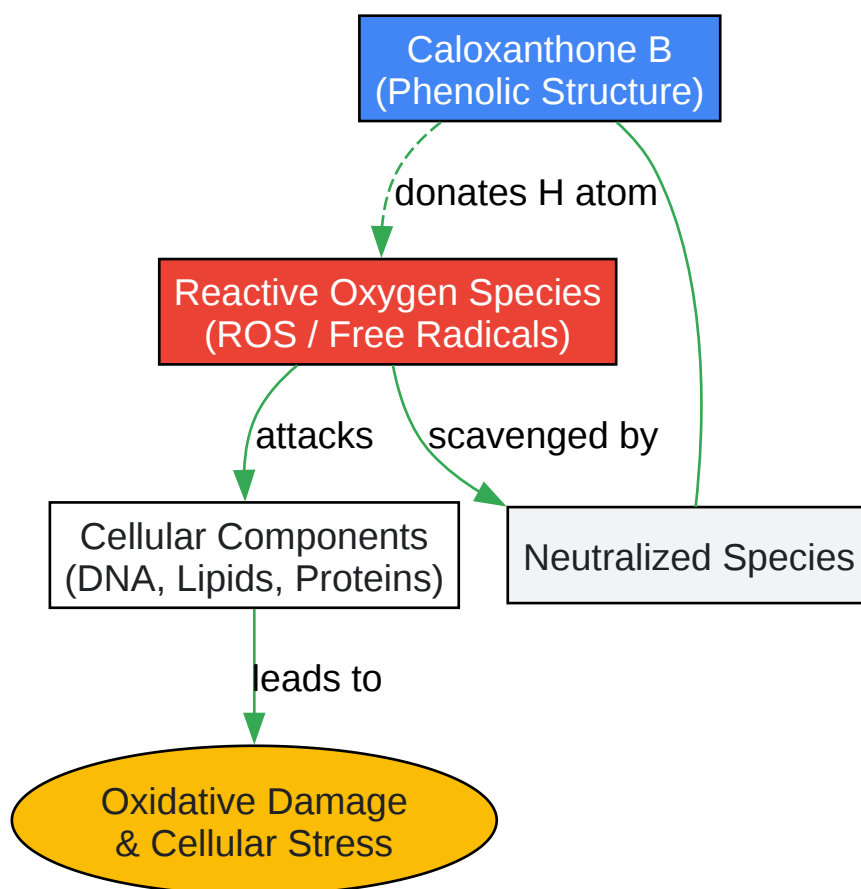 Caloxanthone B
(Phenolic Structure)
donates H atom
Reactive Oxygen Species
(ROS / Free Radicals)
attacks
scavenged by
Cellular Components
(DNA, Lipids, Proteins)
Neutralized Species
leads to
Oxidative Damage
& Cellular Stress